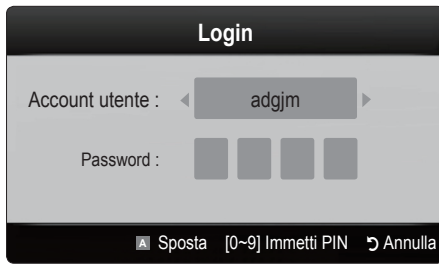 Login
Account utente : adgjm
Password :
A Sposta [0~9] Immetti PIN Annulla